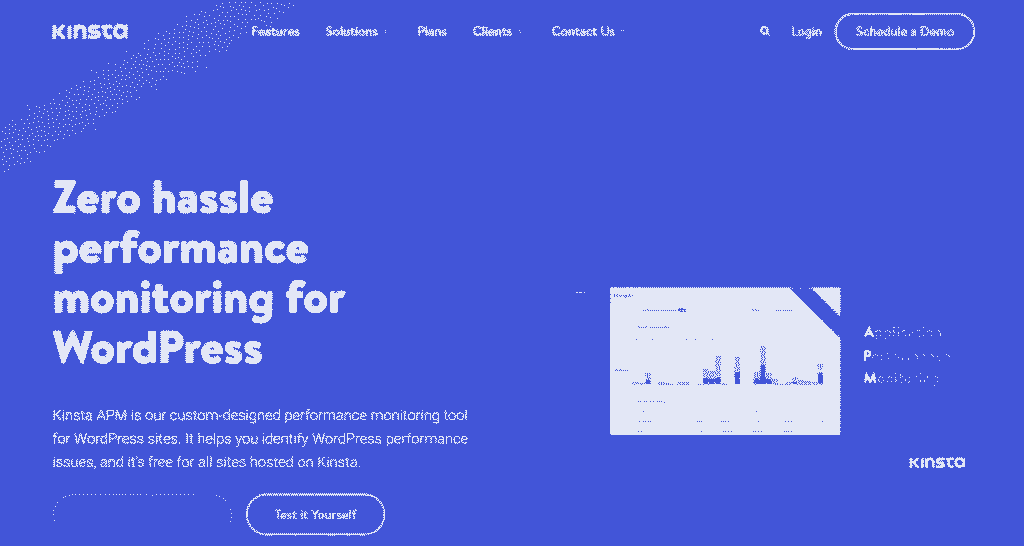 Kinsta Features Solutions Plans Clients Contact Us Login Schedule a Demo
Zero hassle
performance
monitoring for
WordPress
Kinsta APM is our custom-designed performance monitoring tool
for WordPress sites. It helps you identify WordPress performance
issues, and it's free for all sites hosted on Kinsta.
Test it Yourself
Application
Performance
Monitoring
Kinsta